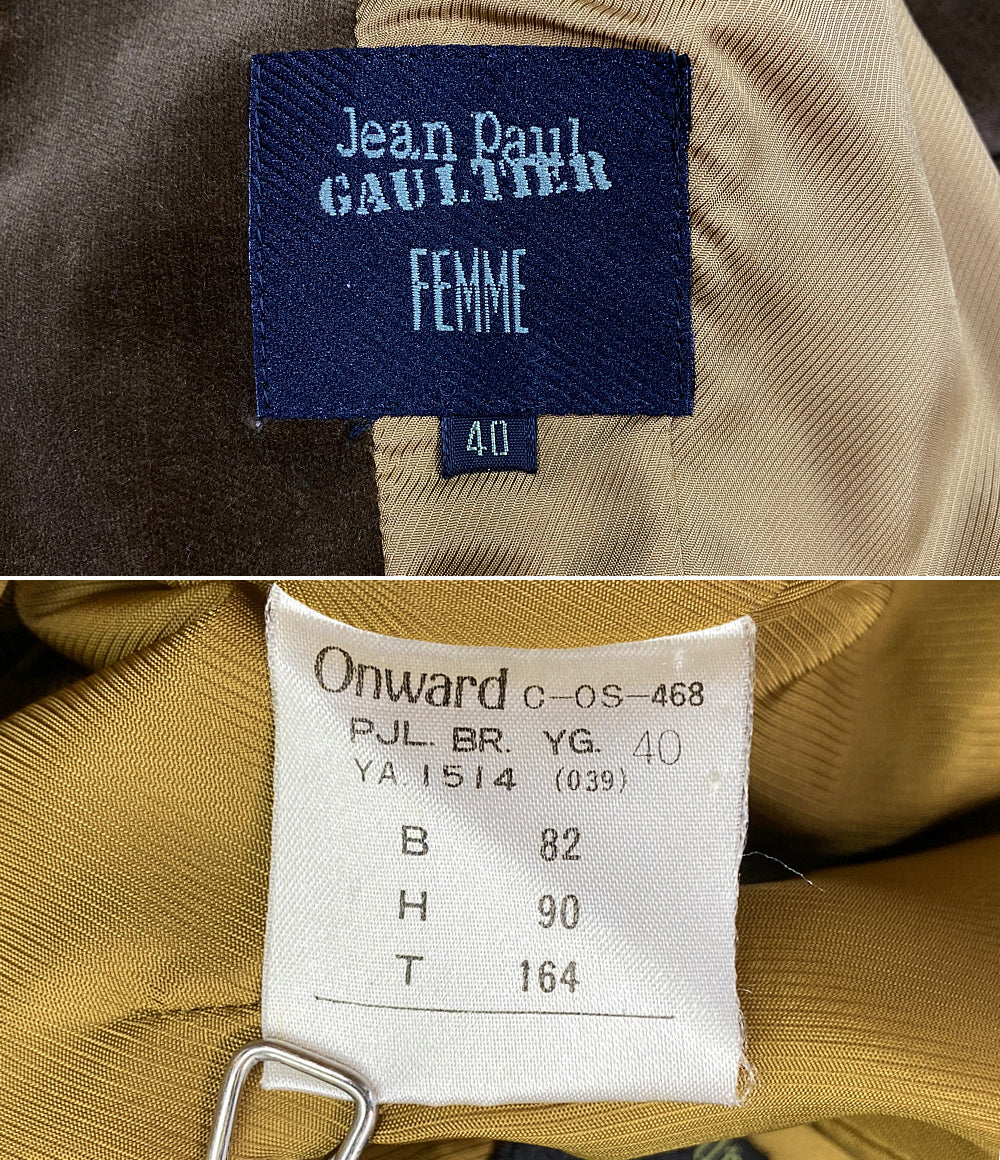 Jean Paul
GAULTIER
FEMME
40
Onward C-OS-468
PJL. BR. YG. 40
YA. 1514 (039)
B 82
H 90
T 164